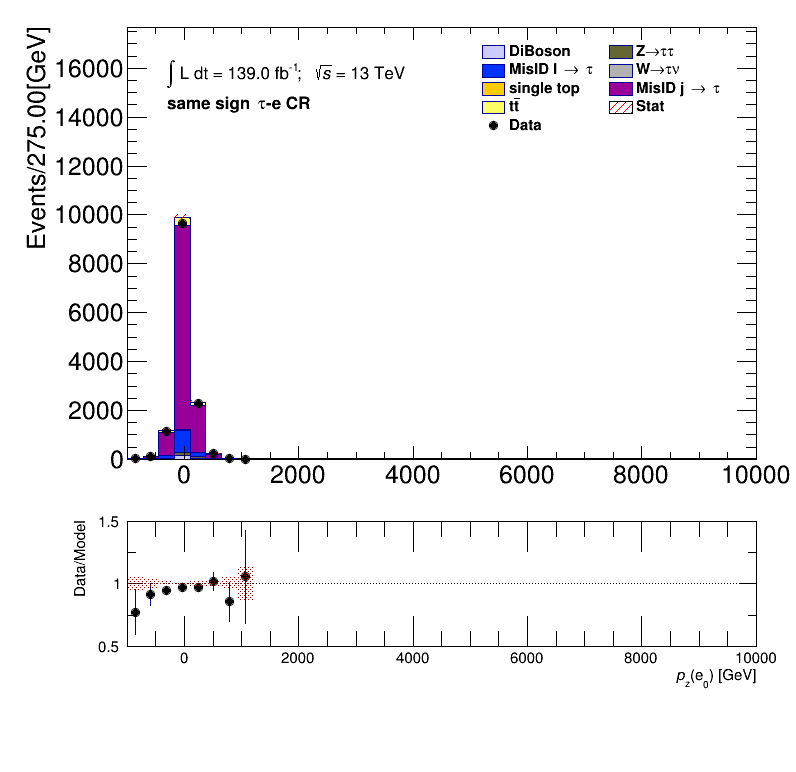 Events/275.00[GeV]
16000
14000
12000
10000
8000
6000
4000
2000
0
∫ L dt = 139.0 fb⁻¹; √s = 13 TeV
same sign τ-e CR
DiBoson
MisID l → τ
single top
tt̄
Data
Z→ττ
W→τν
MisID j → τ
Stat
0 2000 4000 6000 8000 10000
Data/Model
1.5
1
0.5
0 2000 4000 6000 8000 10000
p_z(e_0) [GeV]